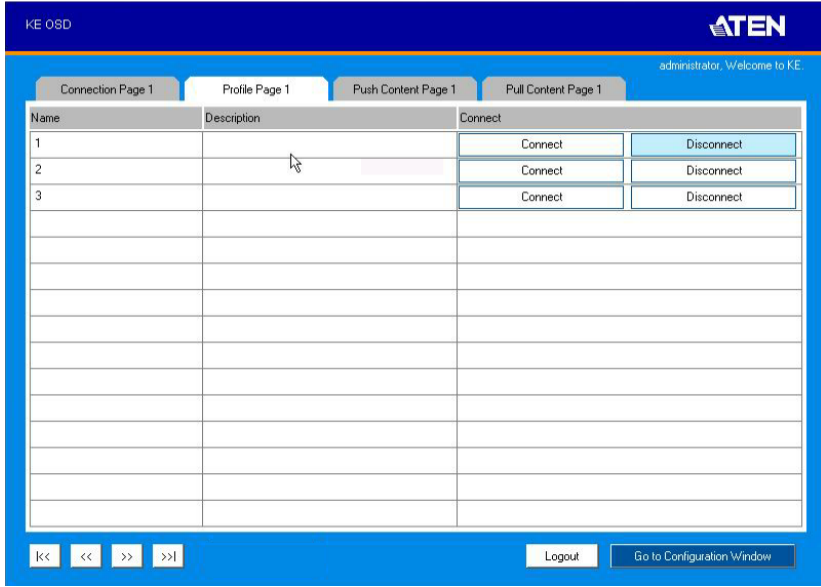 KE OSD
ATEN
administrator, Welcome to KE.
Connection Page 1 Profile Page 1 Push Content Page 1 Pull Content Page 1
Name Description Connect
1 Connect Disconnect
2 Connect Disconnect
3 Connect Disconnect
|<< << >> >>| Logout Go to Configuration Window